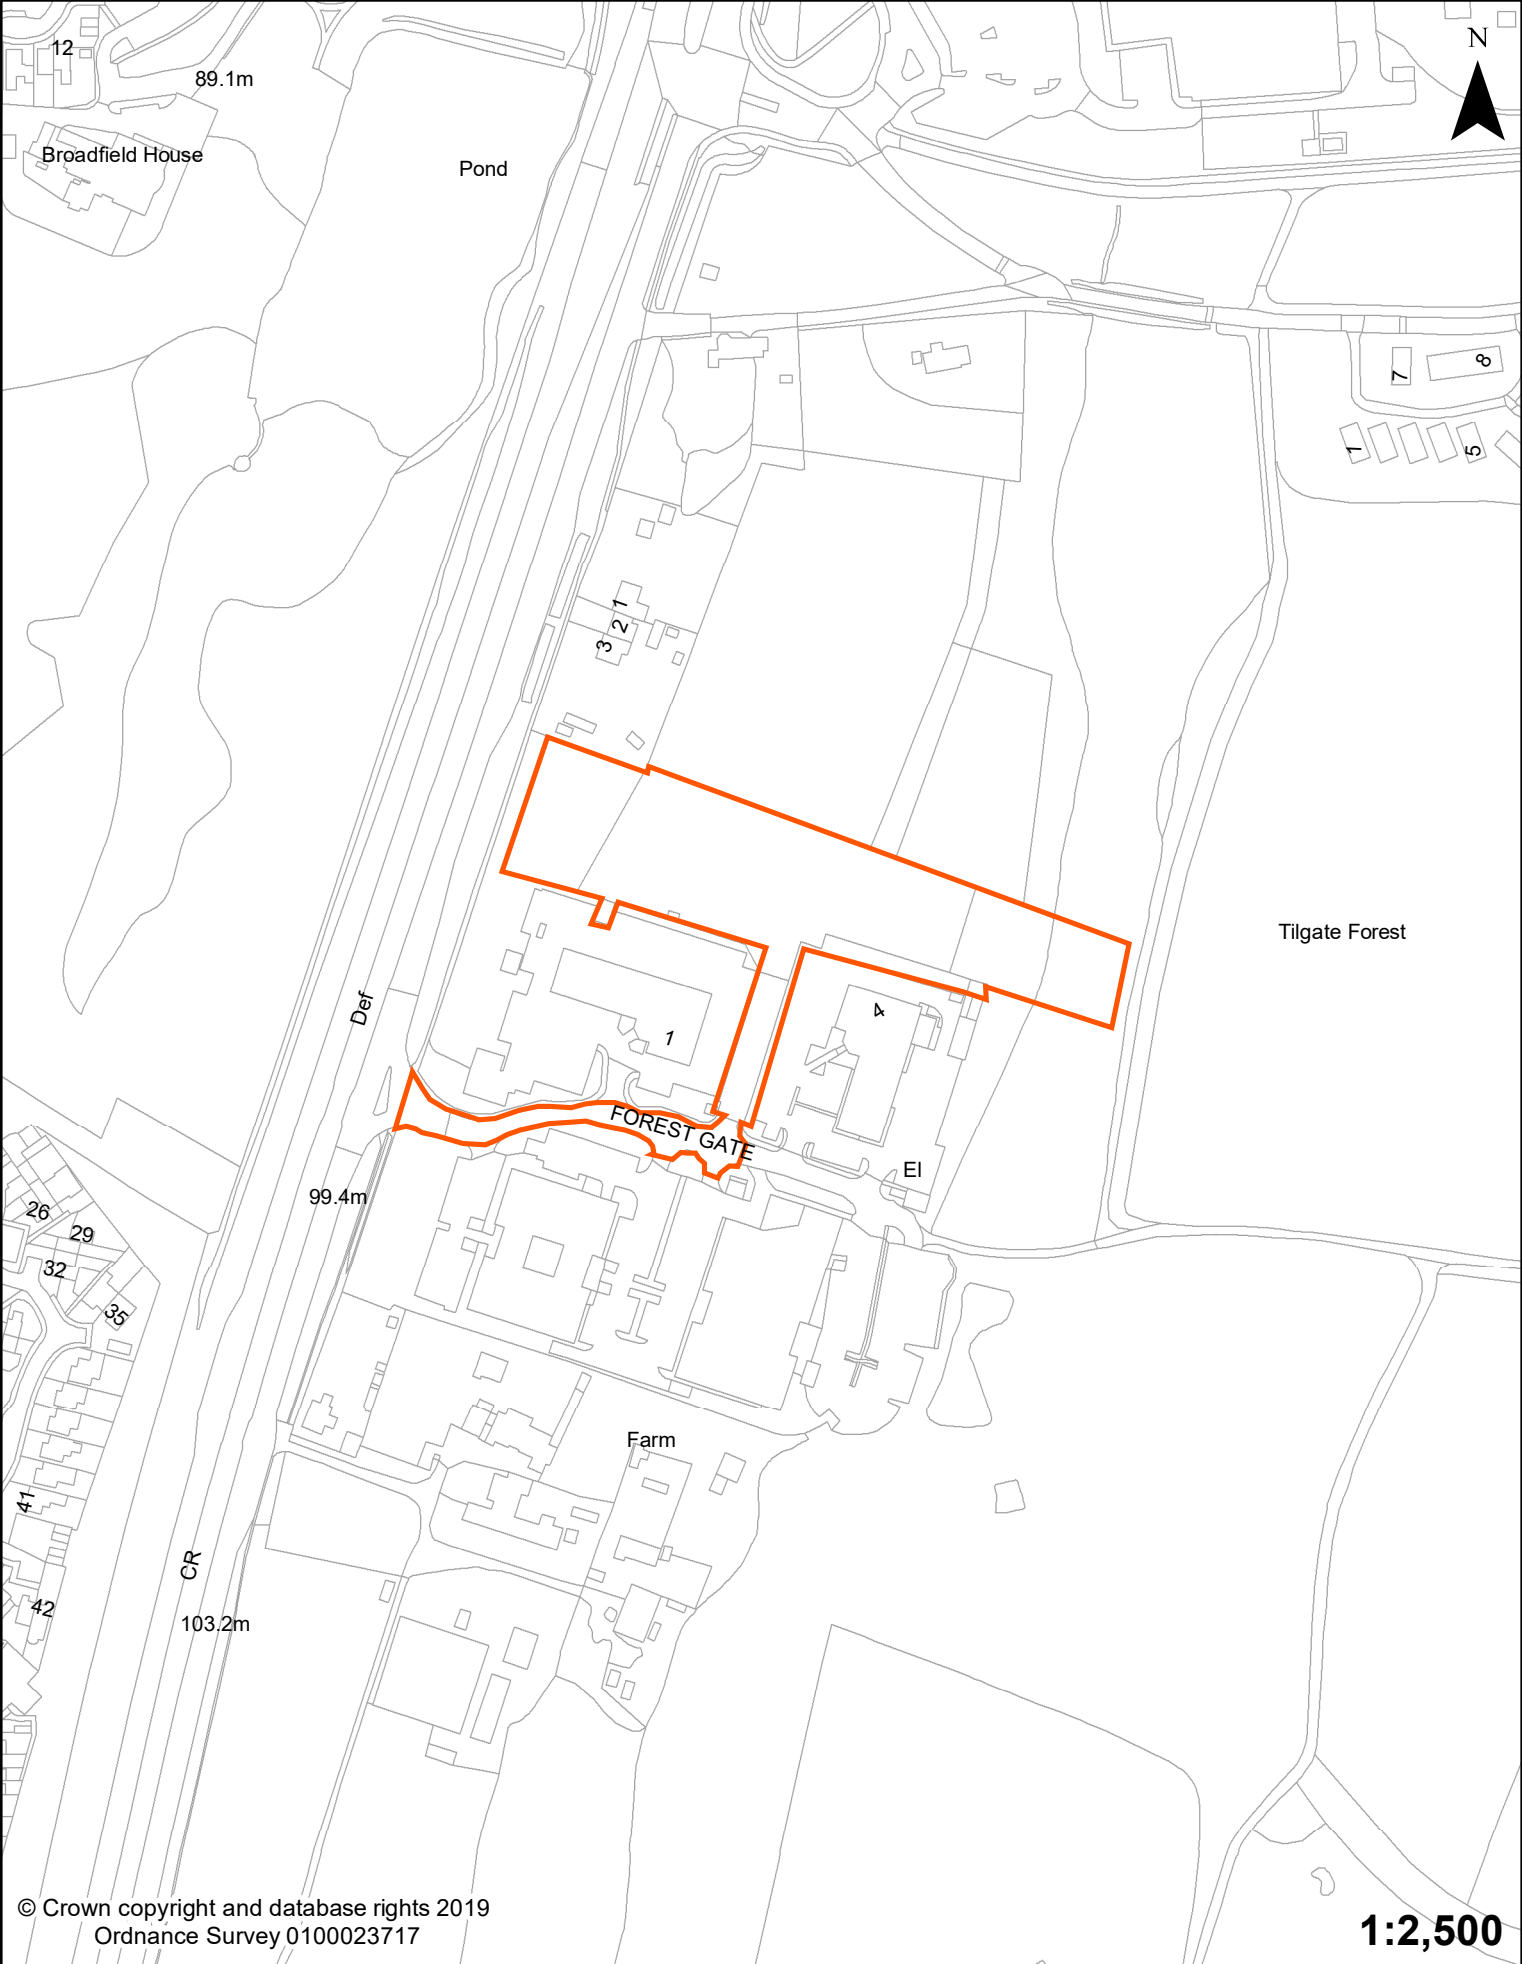 12
N
89.1m
Broadfield House
Pond
8
7
1
5
1
2
3
Tilgate Forest
Def
4
1
FOREST GATE
El
99.4m
26
29
32
35
Farm
41
CR
42
103.2m
© Crown copyright and database rights 2019
Ordnance Survey 0100023717
1:2,500